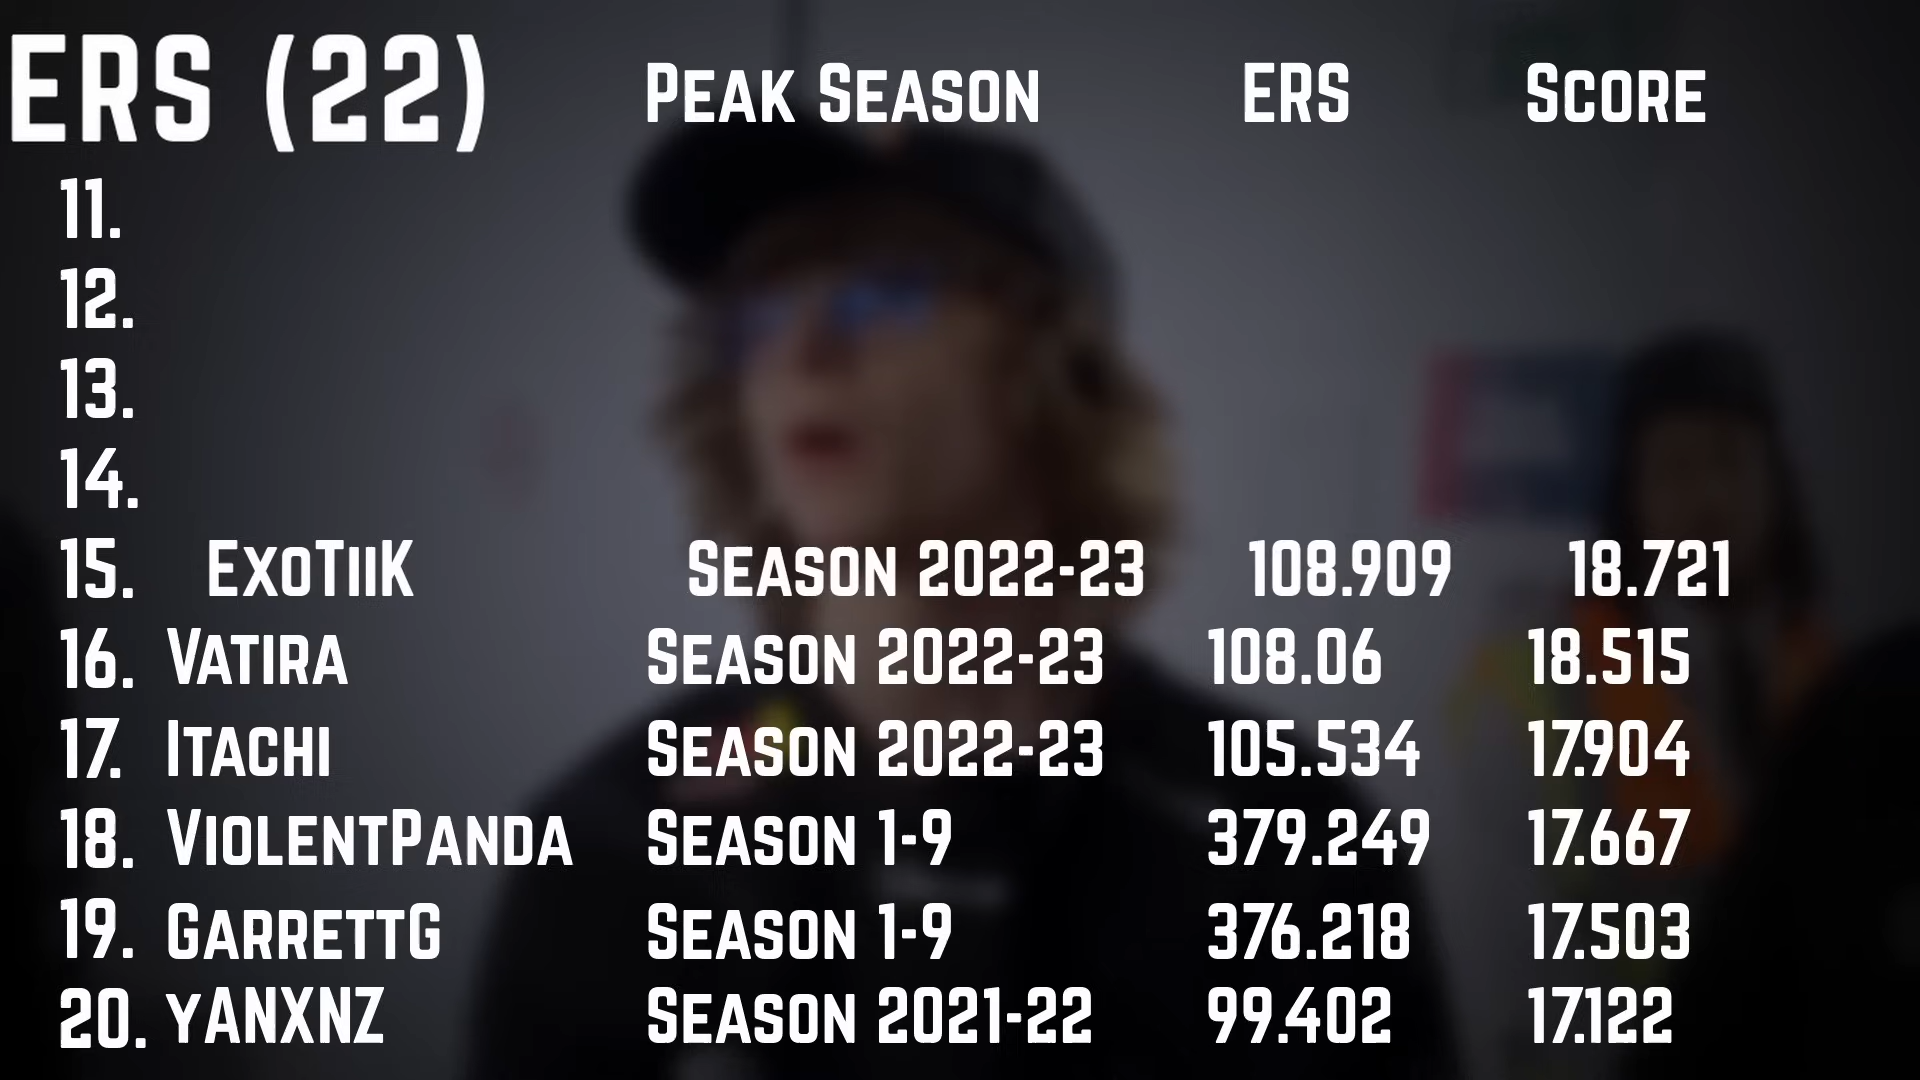 ERS (22) Peak Season ERS Score
11.
12.
13.
14.
15. ExoTiiK Season 2022-23 108.909 18.721
16. Vatira Season 2022-23 108.06 18.515
17. Itachi Season 2022-23 105.534 17.904
18. ViolentPanda Season 1-9 379.249 17.667
19. GarrettG Season 1-9 376.218 17.503
20. yANXNZ Season 2021-22 99.402 17.122